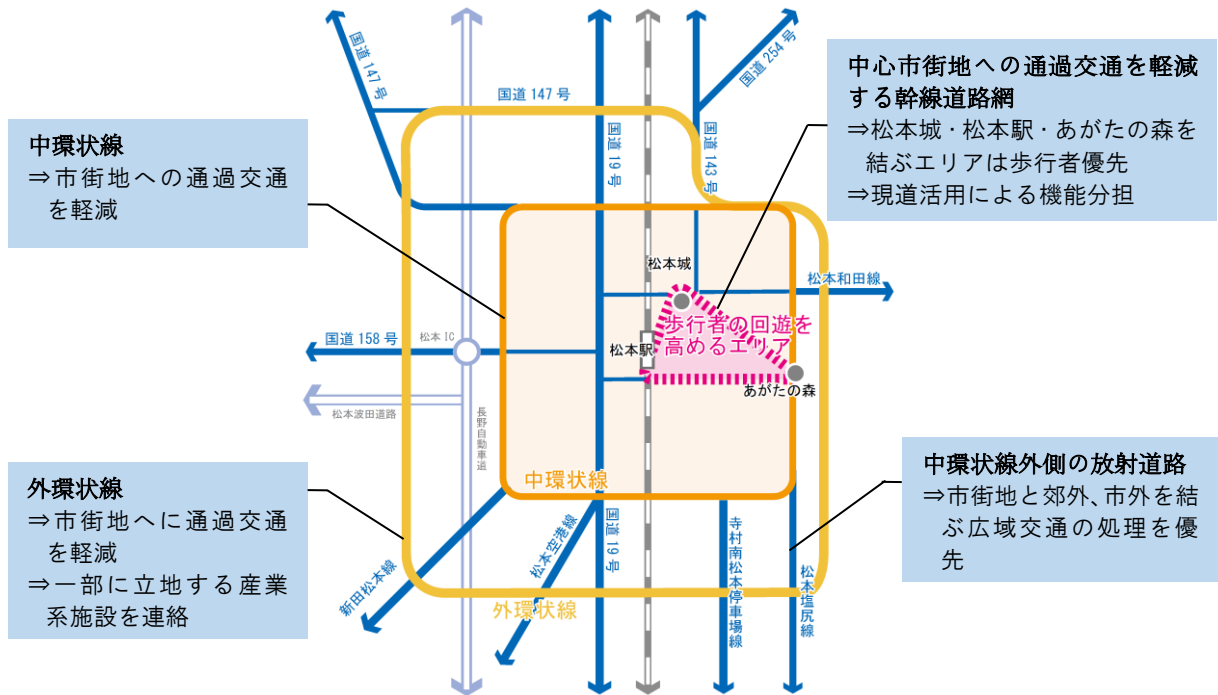 国道147号
国道147号
国道19号
国道254号
国道143号
中心市街地への通過交通を軽減
する幹線道路網
⇒松本城・松本駅・あがたの森を
結ぶエリアは歩行者優先
⇒現道活用による機能分担
中環状線
⇒市街地への通過交通
を軽減
松本城
松本和田線
歩行者の回遊を
高めるエリア
国道158号
松本IC
松本駅
あがたの森
松本波田道路
長野自動車道
中環状線
外環状線
⇒市街地へに通過交通
を軽減
⇒一部に立地する産業
系施設を連絡
中環状線外側の放射道路
⇒市街地と郊外、市外を結
ぶ広域交通の処理を優
先
新田松本線
松本空港線
国道19号
寺村南松本停車場線
松本塩尻線
外環状線